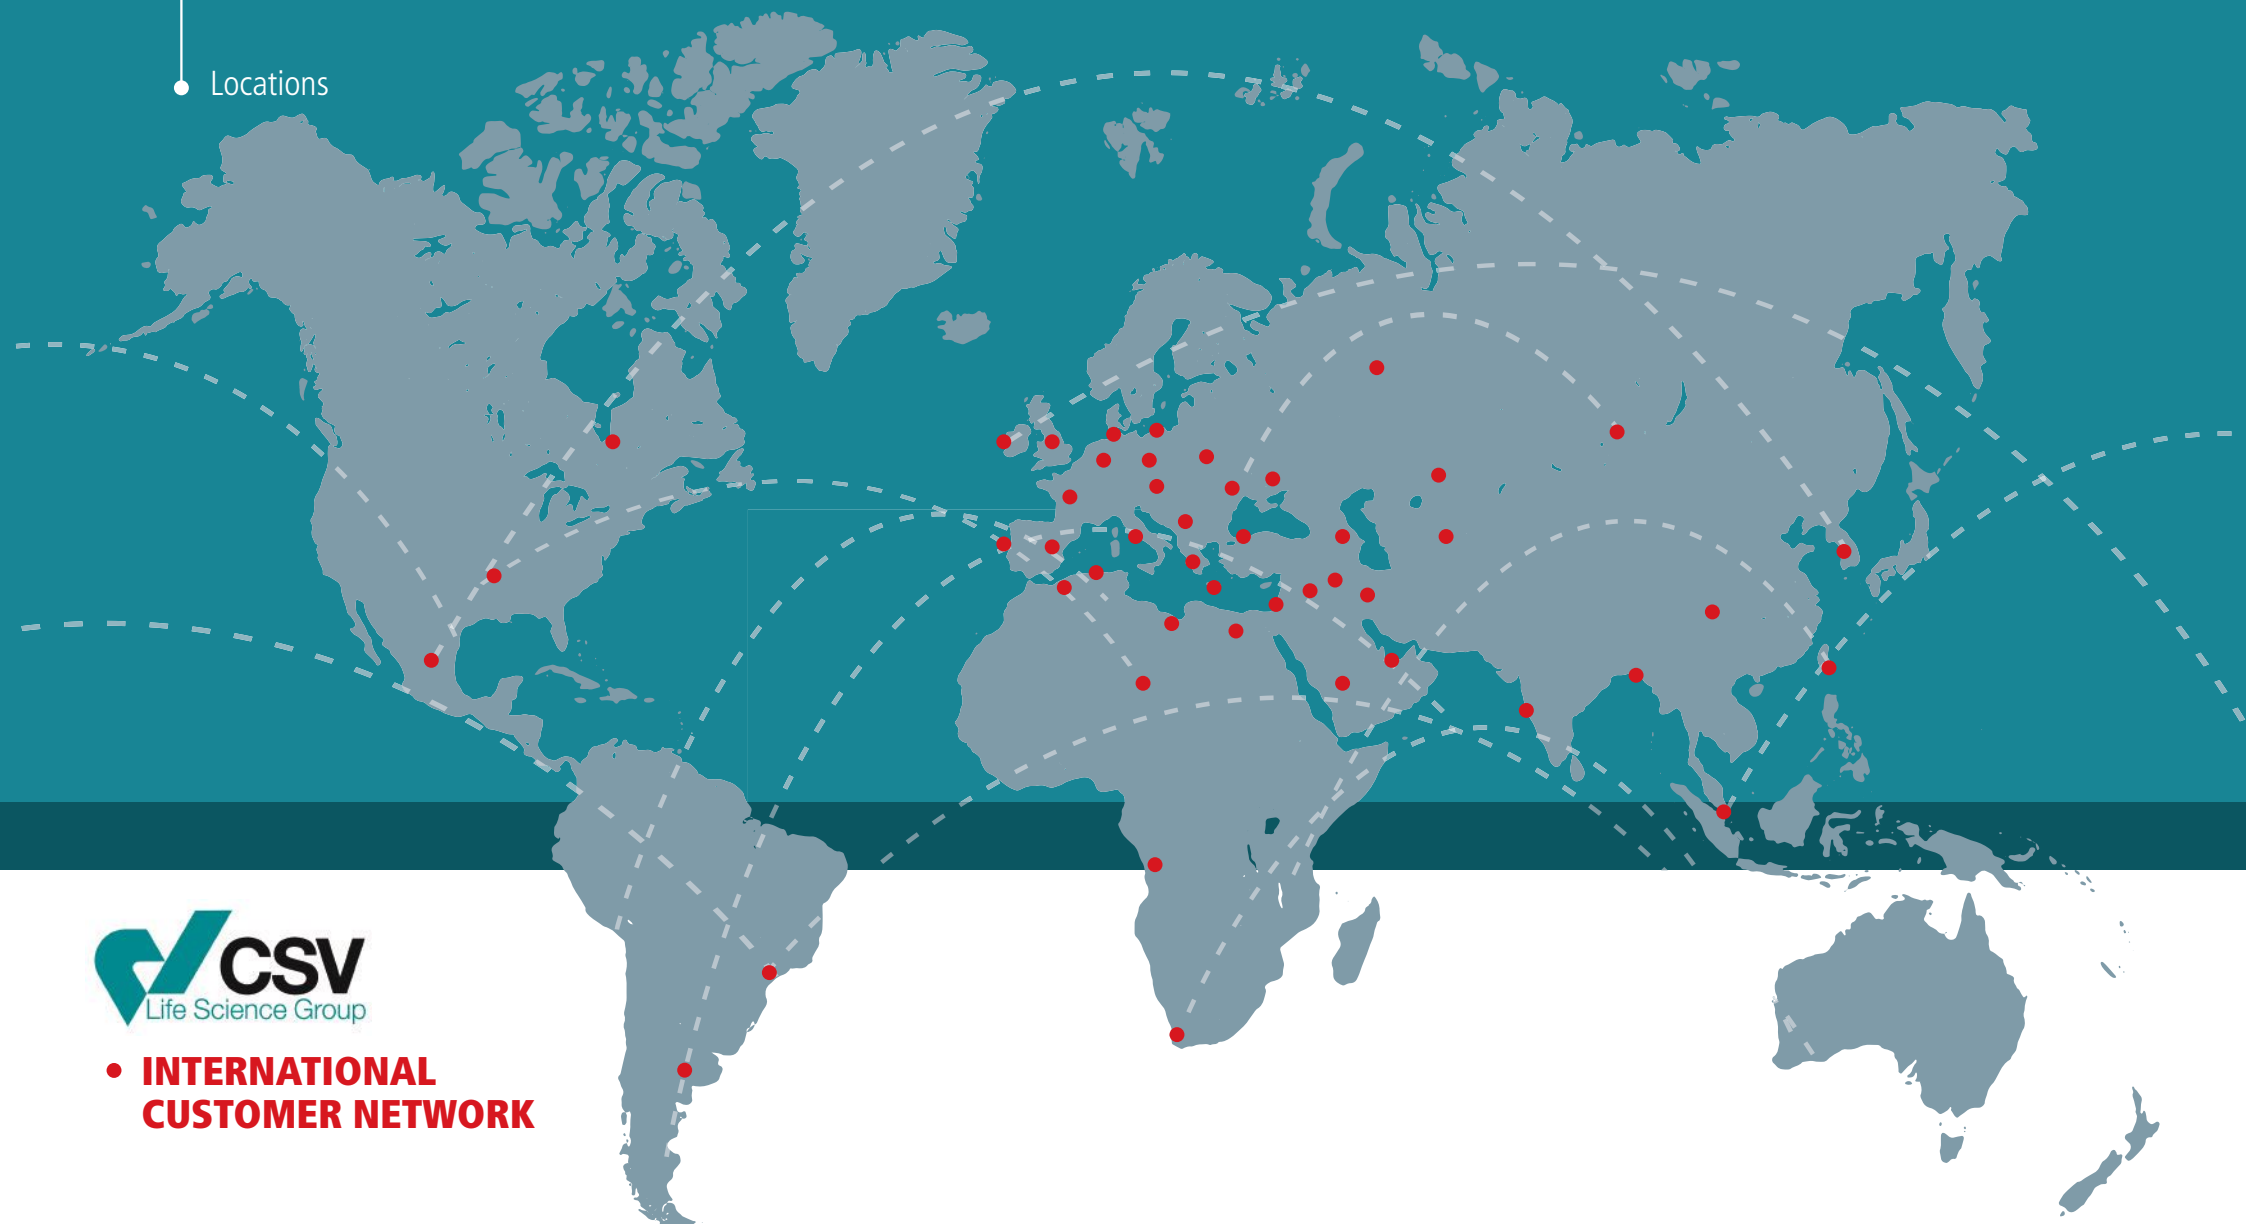 Locations
CSV
Life Science Group
INTERNATIONAL
CUSTOMER NETWORK